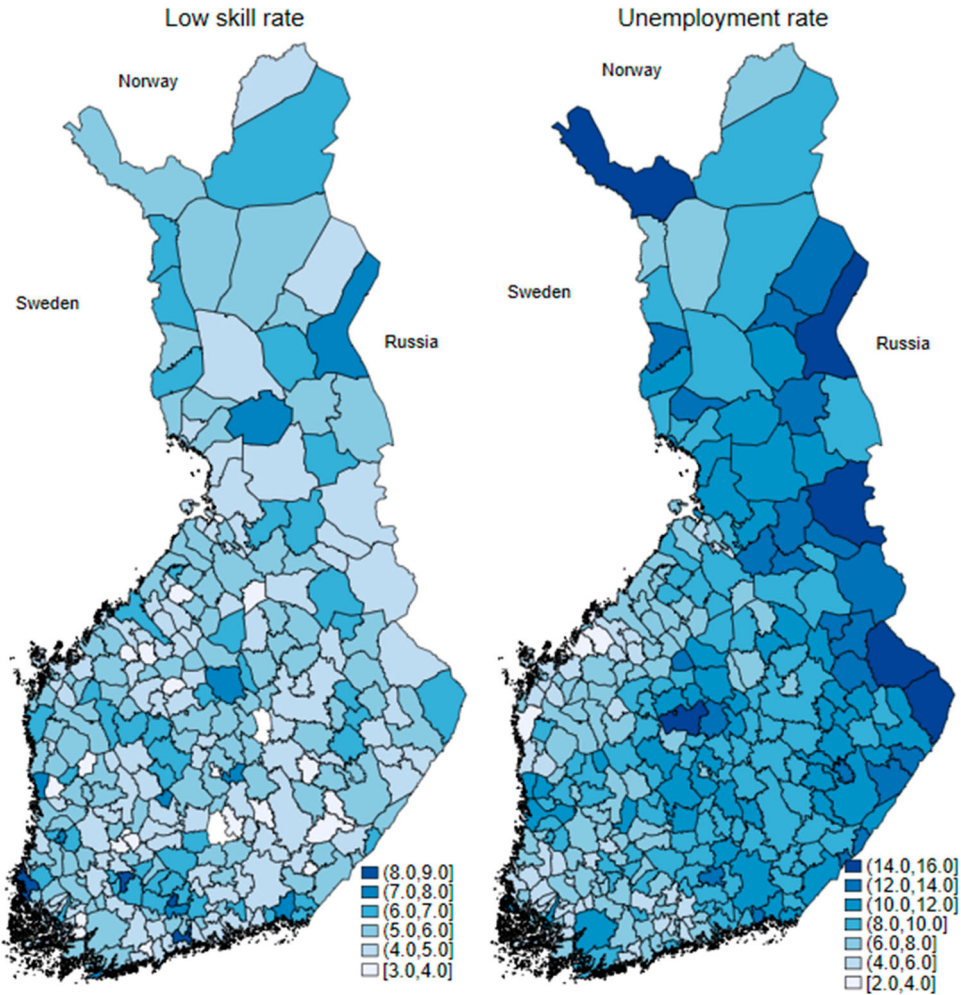 Low skill rate
Norway
Sweden
Russia
(8.0,9.0]
(7.0,8.0]
(6.0,7.0]
(5.0,6.0]
(4.0,5.0]
[3.0,4.0]
Unemployment rate
Norway
Sweden
Russia
(14.0,16.0]
(12.0,14.0]
(10.0,12.0]
(8.0,10.0]
(6.0,8.0]
(4.0,6.0]
[2.0,4.0]